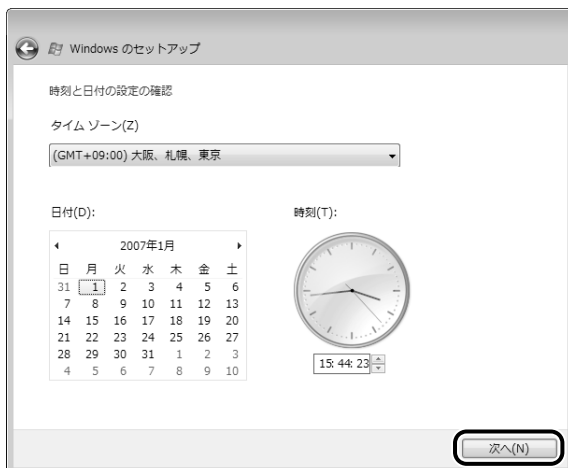 Windows のセットアップ
時刻と日付の設定の確認
タイム ゾーン(Z)
(GMT+09:00) 大阪、札幌、東京
日付(D):
時刻(T):
2007年1月
日 月 火 水 木 金 土
31 1 2 3 4 5 6
7 8 9 10 11 12 13
14 15 16 17 18 19 20
21 22 23 24 25 26 27
28 29 30 31 1 2 3
4 5 6 7 8 9 10
15: 44: 23
次へ(N)